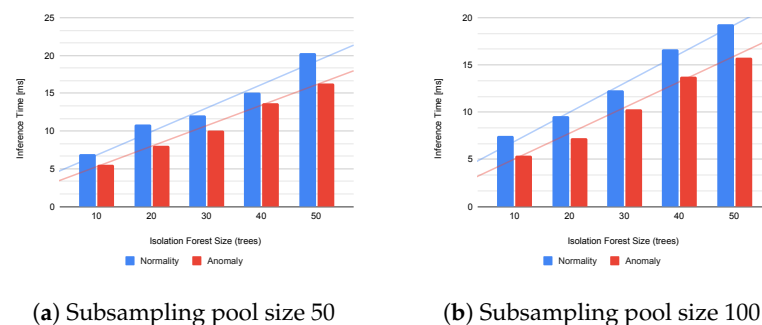 25
20
15
10
5
0
Inference Time [ms]
10 20 30 40 50
Isolation Forest Size (trees)
Normality Anomaly
(a) Subsampling pool size 50
20
15
10
5
0
Inference Time [ms]
10 20 30 40 50
Isolation Forest Size (trees)
Normality Anomaly
(b) Subsampling pool size 100